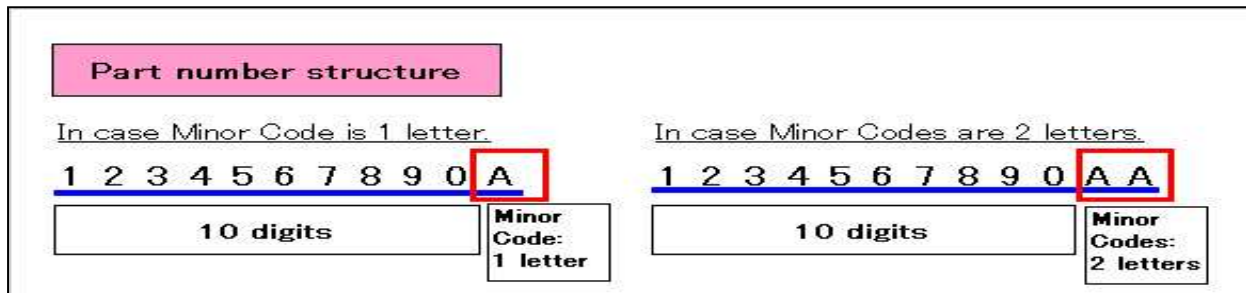 Part number structure
In case Minor Code is 1 letter.
1 2 3 4 5 6 7 8 9 0 A
10 digits
Minor
Code:
1 letter
In case Minor Codes are 2 letters.
1 2 3 4 5 6 7 8 9 0 A A
10 digits
Minor
Codes:
2 letters